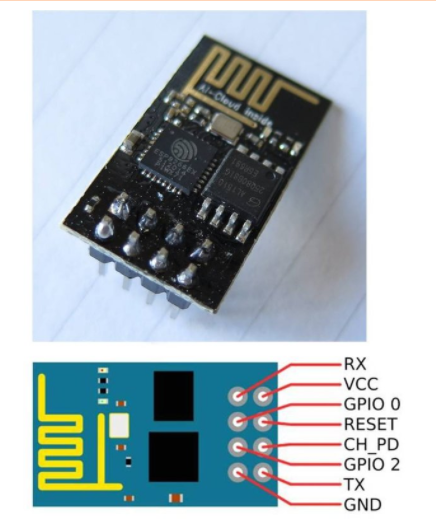 AI-Cloud inside
RX
VCC
GPIO 0
RESET
CH_PD
GPIO 2
TX
GND